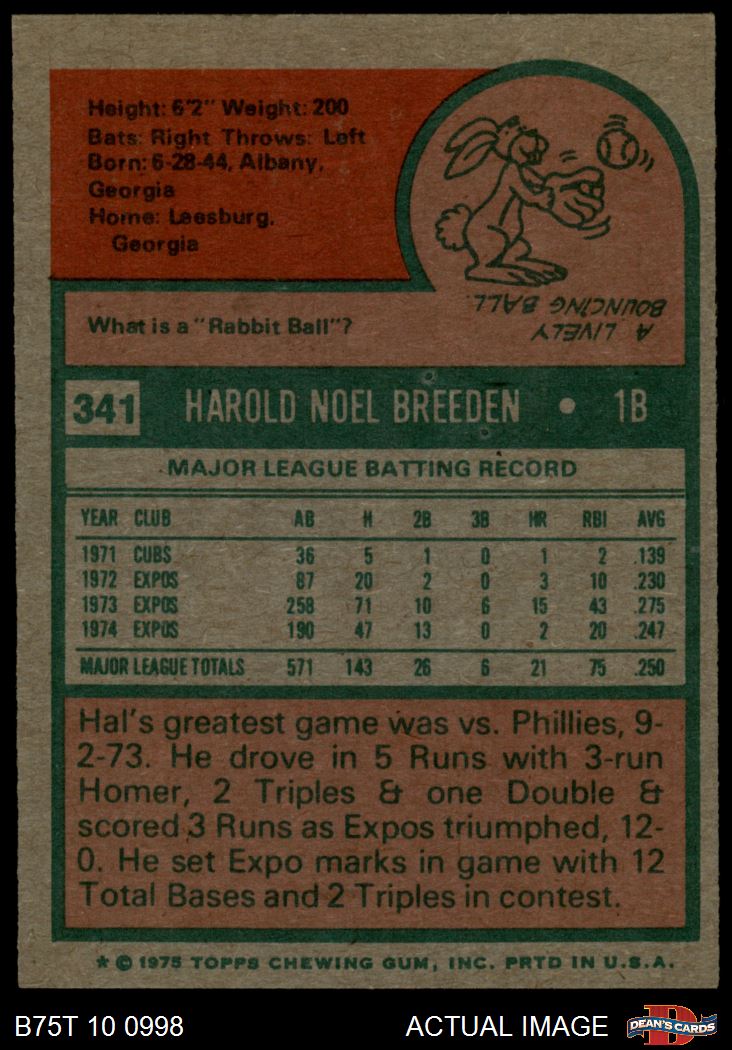 Height: 6'2" Weight: 200
Bats: Right Throws: Left
Born: 6-28-44, Albany,
Georgia
Home: Leesburg,
Georgia
What is a "Rabbit Ball"?
A LIVELY
BOUNCING BALL.
341 HAROLD NOEL BREEDEN • 1B
MAJOR LEAGUE BATTING RECORD
YEAR CLUB AB H 2B 3B HR RBI AVG
1971 CUBS 36 5 1 0 1 2 .139
1972 EXPOS 87 20 2 0 3 10 .230
1973 EXPOS 258 71 10 6 15 43 .275
1974 EXPOS 190 47 13 0 2 20 .247
MAJOR LEAGUE TOTALS 571 143 26 6 21 75 .250
Hal's greatest game was vs. Phillies, 9-
2-73. He drove in 5 Runs with 3-run
Homer, 2 Triples & one Double &
scored 3 Runs as Expos triumphed, 12-
0. He set Expo marks in game with 12
Total Bases and 2 Triples in contest.
* © 1975 TOPPS CHEWING GUM, INC. PRTD IN U.S.A.
B75T 10 0998 ACTUAL IMAGE DEAN'S CARDS